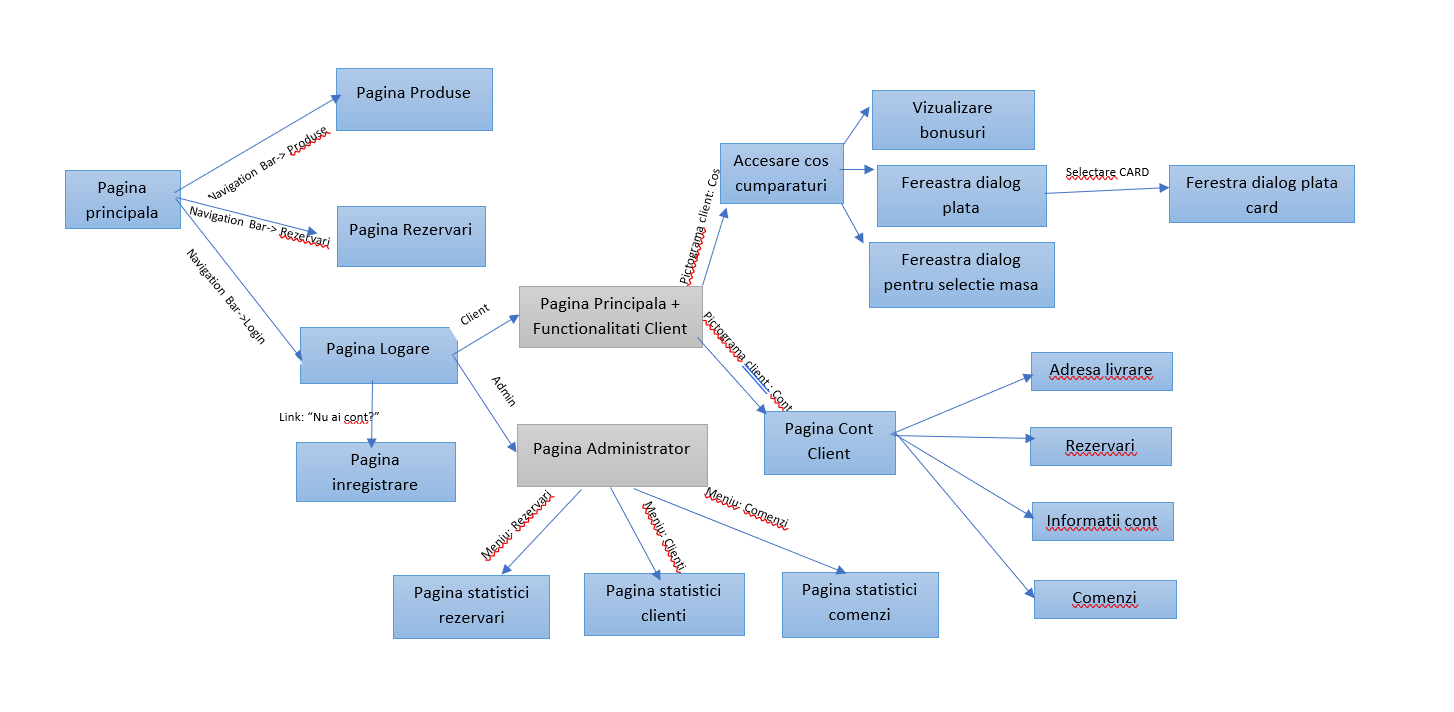 Pagina
principala
Navigation Bar-> Produse
Pagina Produse
Navigation Bar-> Rezervari
Pagina Rezervari
Navigation Bar->Login
Pagina Logare
Link: “Nu ai cont?”
Pagina
inregistrare
Client
Pagina Principala +
Functionalitati Client
Admin
Pagina Administrator
Meniu: Rezervari
Pagina statistici
rezervari
Meniu: Clienti
Pagina statistici
clienti
Meniu: Comenzi
Pagina statistici
comenzi
Pictograma client: Cos
Accesare cos
cumparaturi
Vizualizare
bonusuri
Fereastra dialog
plata
Selectare CARD
Ferestra dialog plata
card
Fereastra dialog
pentru selectie masa
Pictograma client : Cont
Pagina Cont
Client
Adresa livrare
Rezervari
Informatii cont
Comenzi